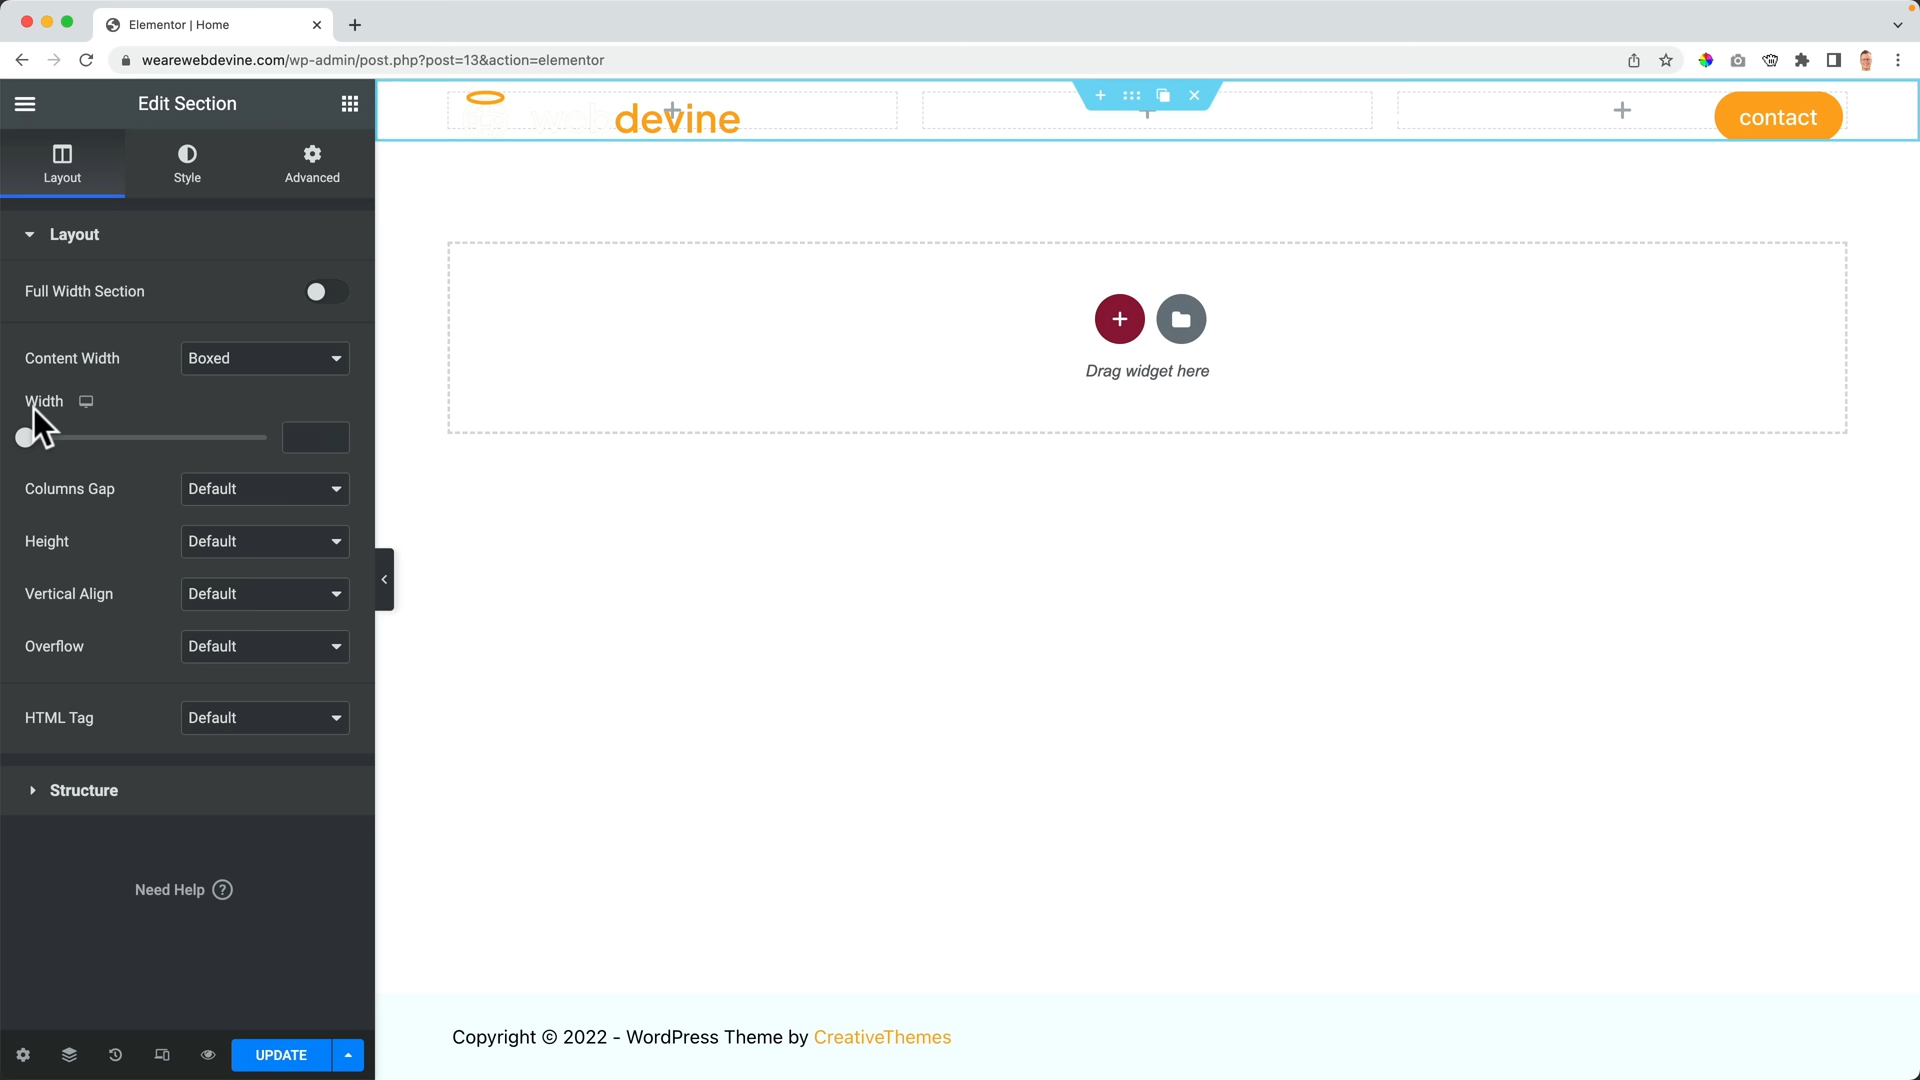 Elementor | Home
wearewebdevine.com/wp-admin/post.php?post=13&action=elementor
Edit Section
Layout
Style
Advanced
Layout
Full Width Section
Content Width
Boxed
Width
Columns Gap
Default
Height
Default
Vertical Align
Default
Overflow
Default
HTML Tag
Default
Structure
Need Help ?
UPDATE
webdevine
contact
Drag widget here
Copyright © 2022 - WordPress Theme by CreativeThemes